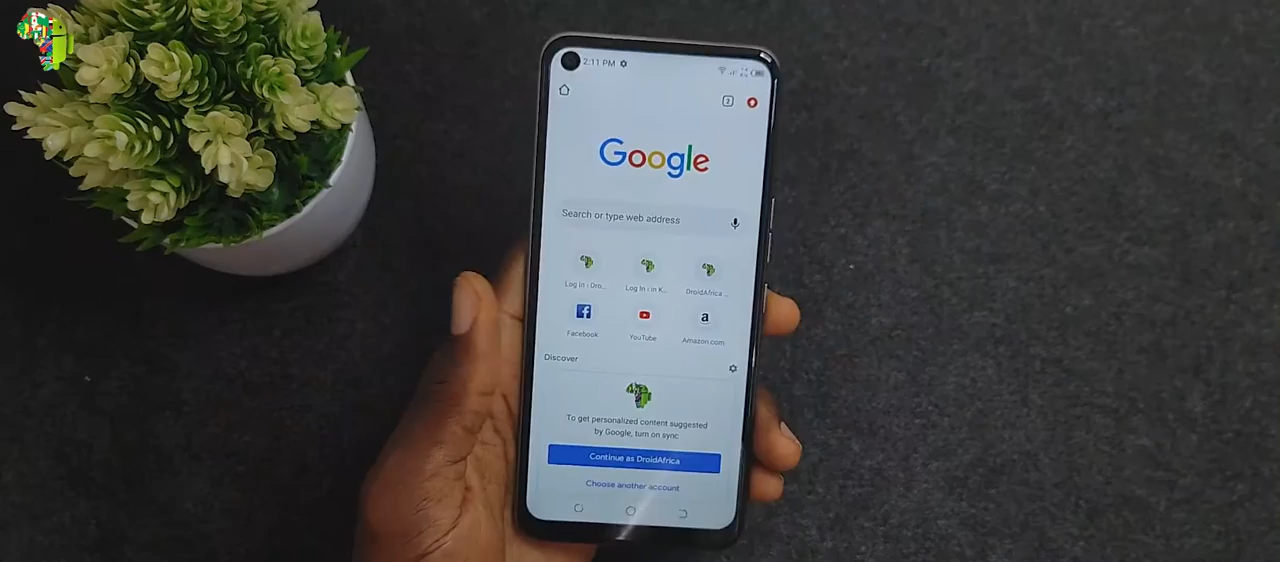 2:11 PM
2
Google
Search or type web address
Log In ‹ Dro...
Log In ‹ in K...
DroidAfrica ...
Facebook
YouTube
Amazon.com
Discover
To get personalized content suggested
by Google, turn on sync
Continue as DroidAfrica
Choose another account